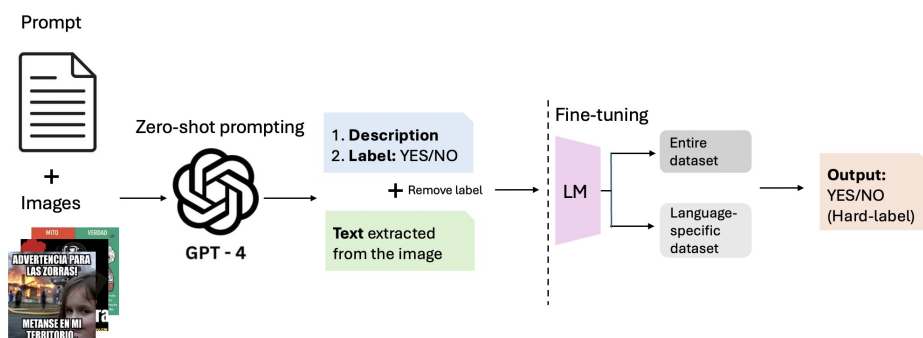 Prompt
+
Images
MITO
VERDAD
ADVERTENCIA PARA
LAS ZORRAS!
METANSE EN MI
TERRITORIO..
Zero-shot prompting
GPT - 4
1. Description
2. Label: YES/NO
+ Remove label
Text extracted
from the image
Fine-tuning
LM
Entire
dataset
Language-
specific
dataset
Output:
YES/NO
(Hard-label)